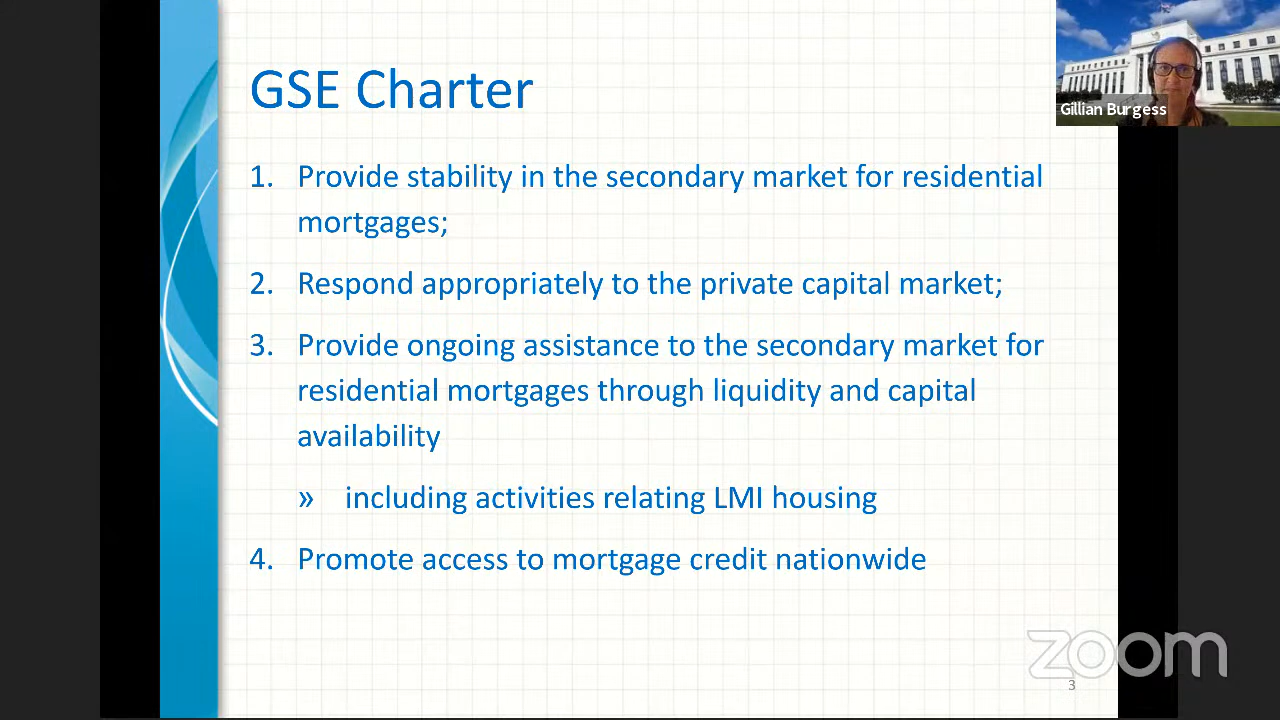 GSE Charter
Gillian Burgess
1. Provide stability in the secondary market for residential
mortgages;
2. Respond appropriately to the private capital market;
3. Provide ongoing assistance to the secondary market for
residential mortgages through liquidity and capital
availability
» including activities relating LMI housing
4. Promote access to mortgage credit nationwide
zoom
3